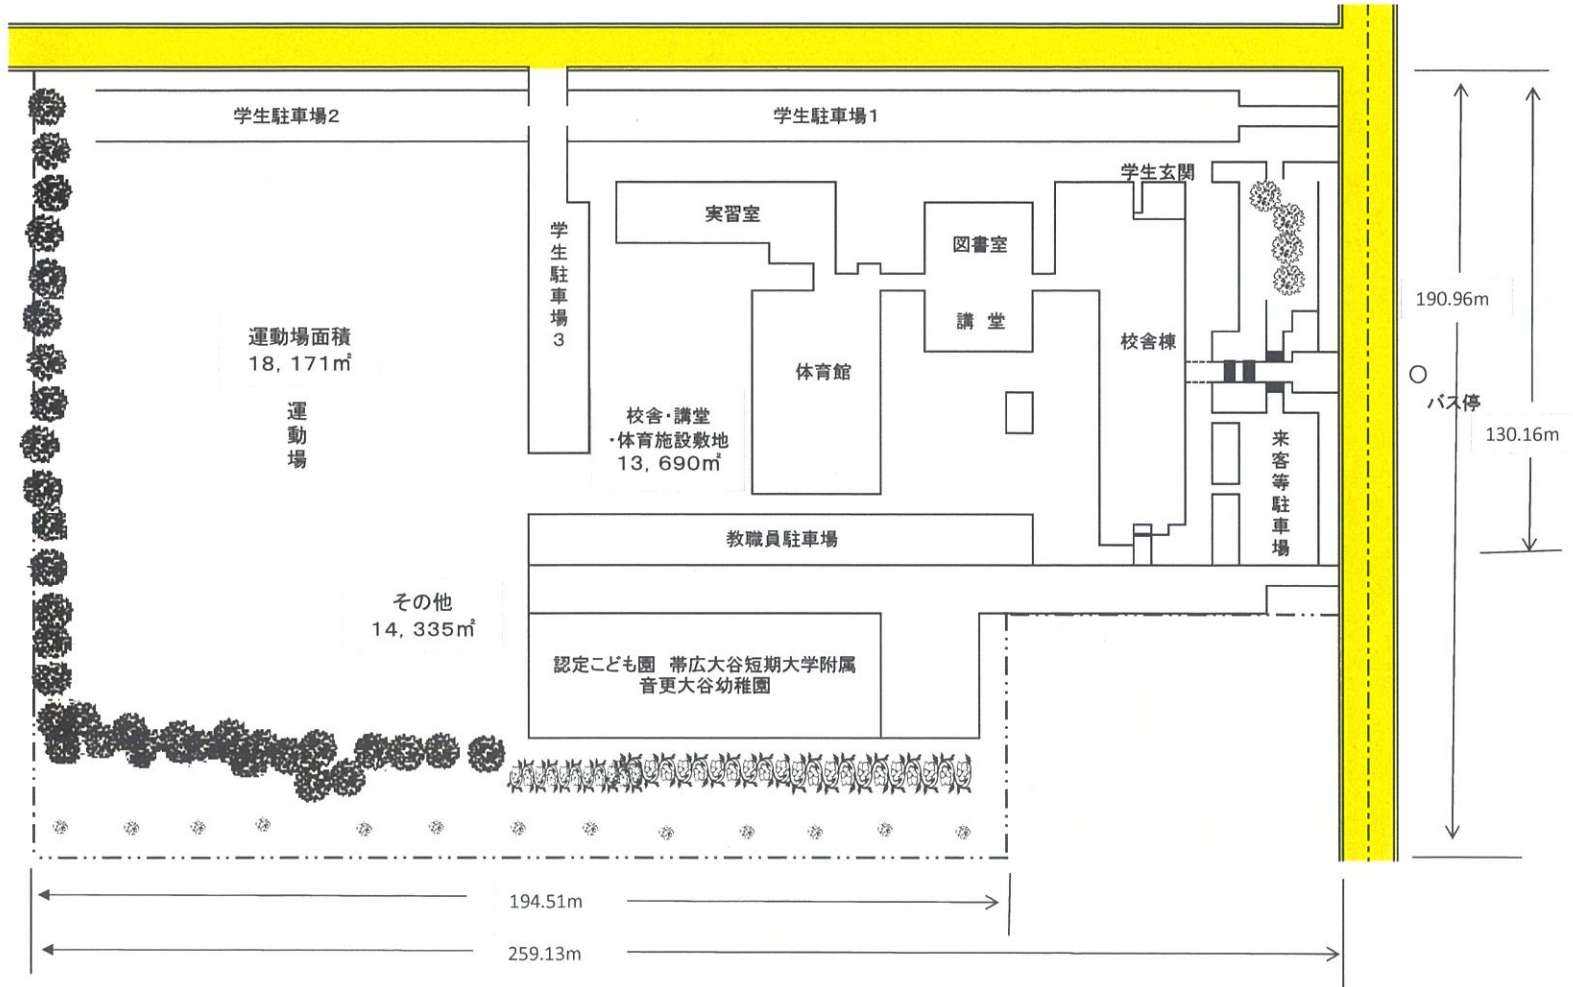 学生駐車場2
学生駐車場1
学生玄関
実習室
図書室
学生駐車場3
講 堂
190.96m
運動場面積
18,171㎡
校舎棟
体育館
バス停
運動場
校舎・講堂
・体育施設敷地
13,690㎡
130.16m
来客等駐車場
教職員駐車場
その他
14,335㎡
認定こども園 帯広大谷短期大学附属
音更大谷幼稚園
194.51m
259.13m